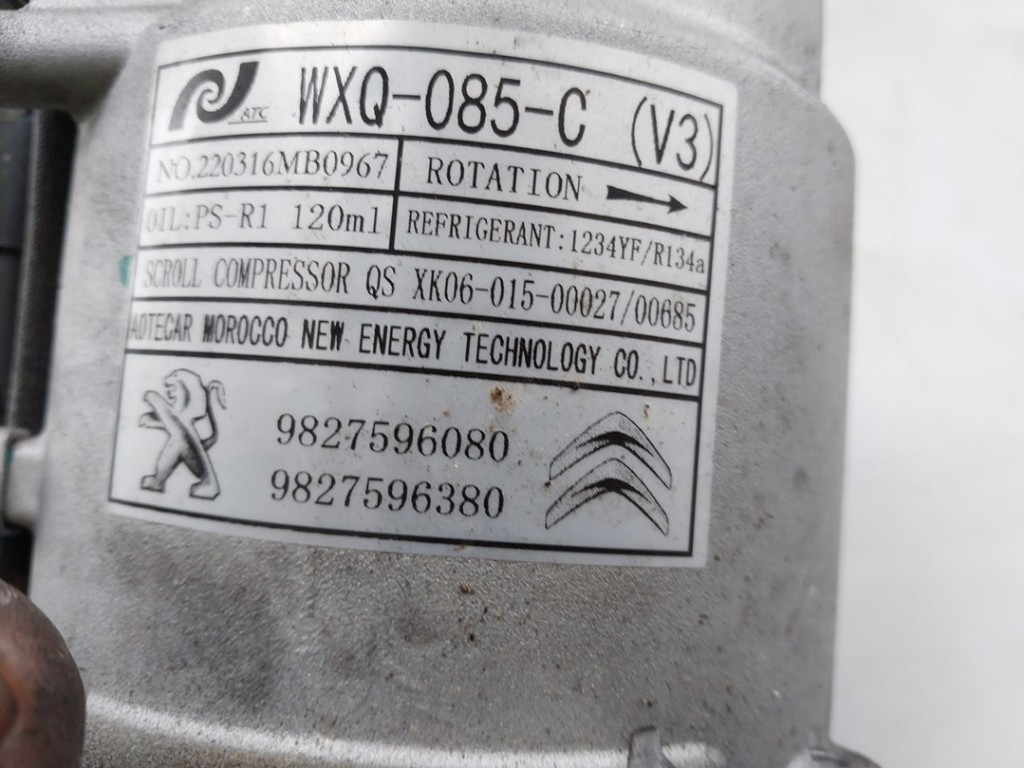 ATC WXQ-085-C (V3)
NO.220316MB0967
ROTATION
OIL:PS-R1 120ml
REFRIGERANT:1234YF/R134a
SCROLL COMPRESSOR QS XK06-015-00027/00685
AOTECAR MOROCCO NEW ENERGY TECHNOLOGY CO.,LTD
9827596080
9827596380